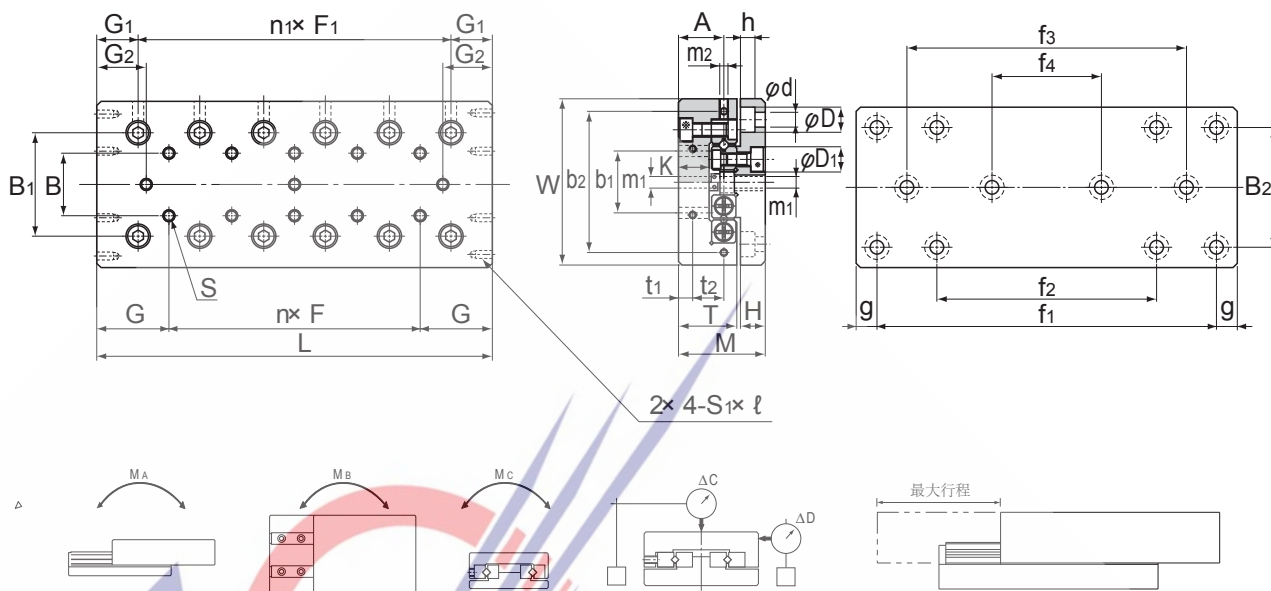 G1 n1× F1 G1
G2 G2
B1 B
S
G n× F G
L
2× 4-S1× ℓ
A h
m2
φd
φD
φD1
W b2 b1 m1 K
m1
t1 t2
T H
M
f3
f4
B2
f2
g f1 g
MA
MB
MC
ΔC
ΔD
最大行程